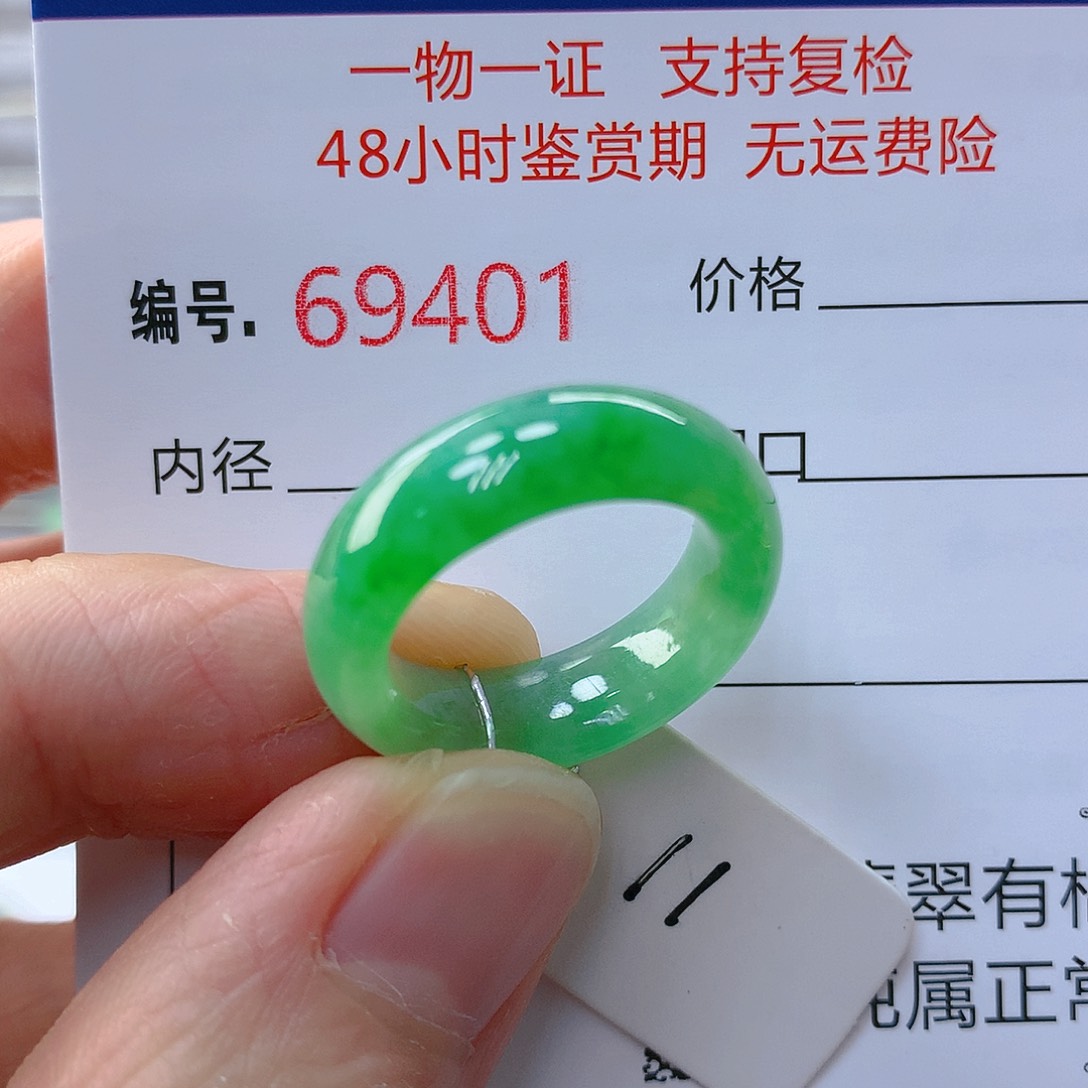 一物一证 支持复检
48小时鉴赏期 无运费险
编号. 69401 价格
内径 口
11
翠有
属正常